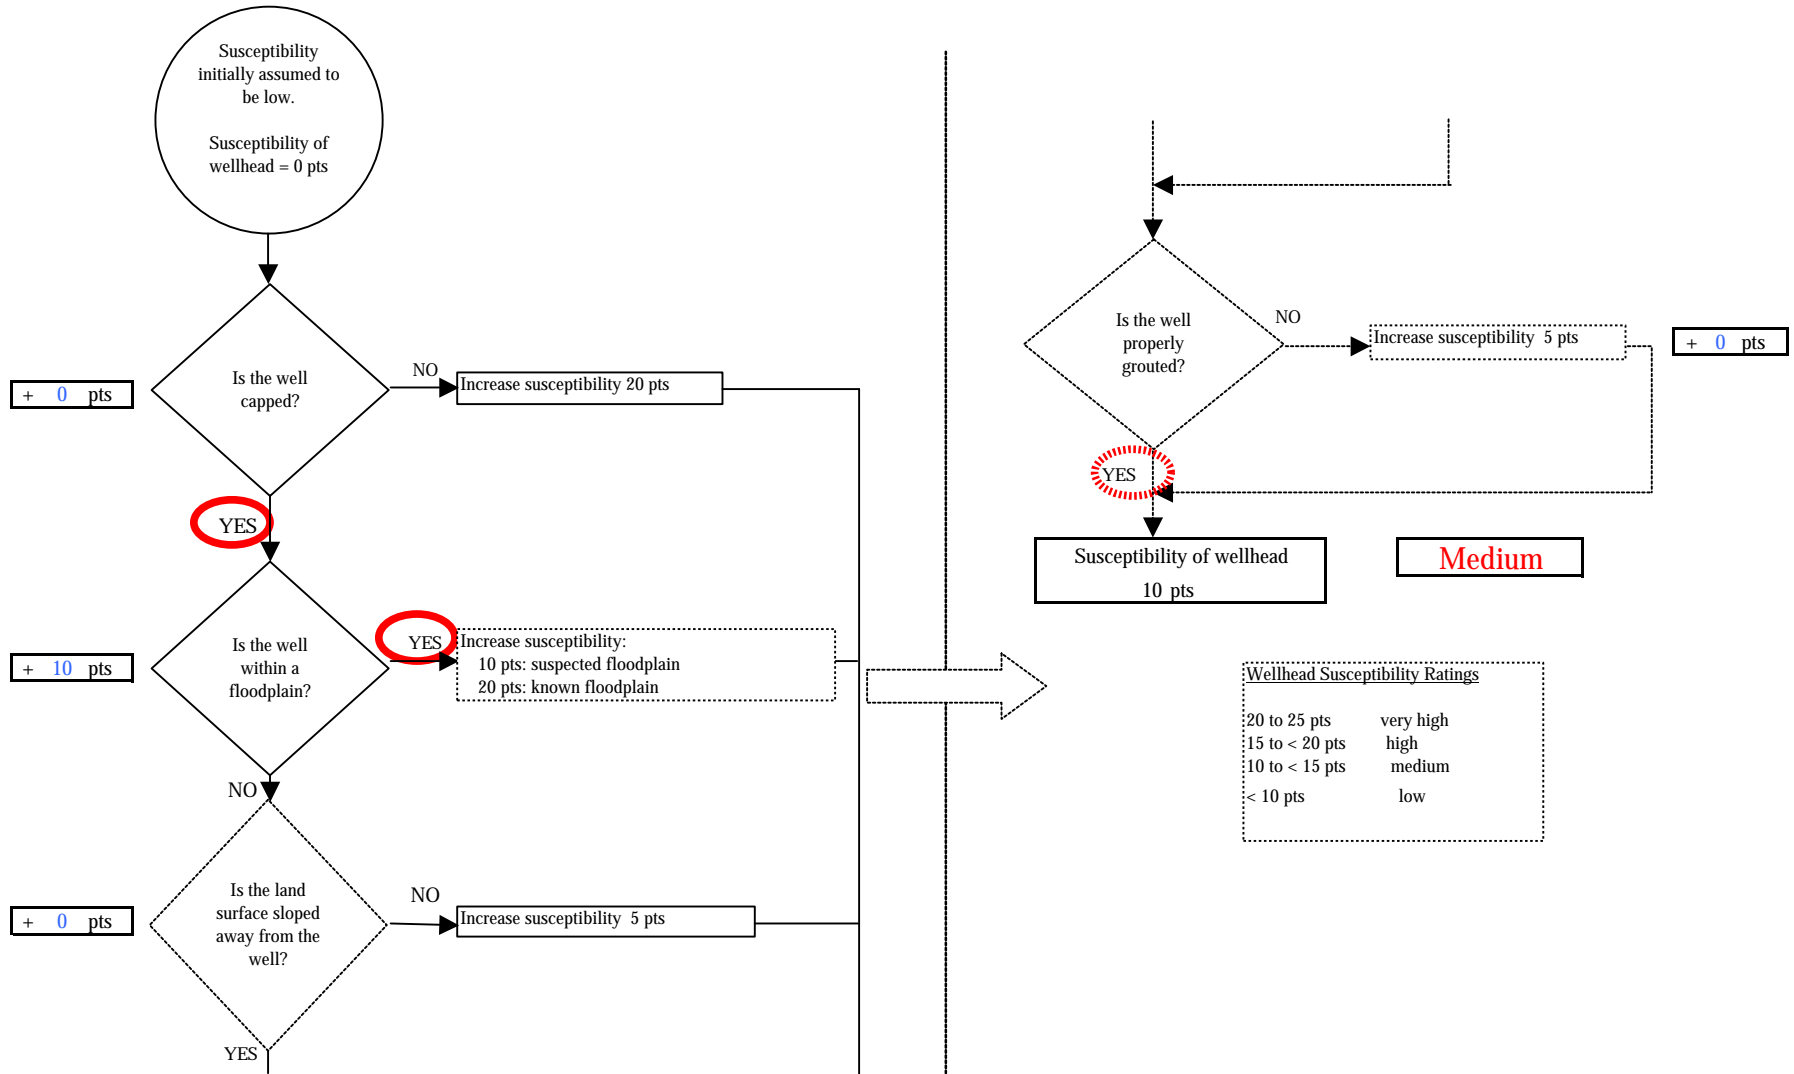 Susceptibility
initially assumed to
be low.
Susceptibility of
wellhead = 0 pts
+ 0 pts
Is the well
capped?
NO
Increase susceptibility 20 pts
YES
+ 10 pts
Is the well
within a
floodplain?
YES
Increase susceptibility:
10 pts: suspected floodplain
20 pts: known floodplain
NO
+ 0 pts
Is the land
surface sloped
away from the
well?
NO
Increase susceptibility 5 pts
YES
Is the well
properly
grouted?
NO
Increase susceptibility 5 pts
+ 0 pts
YES
Susceptibility of wellhead
10 pts
Medium
Wellhead Susceptibility Ratings
20 to 25 pts very high
15 to < 20 pts high
10 to < 15 pts medium
< 10 pts low